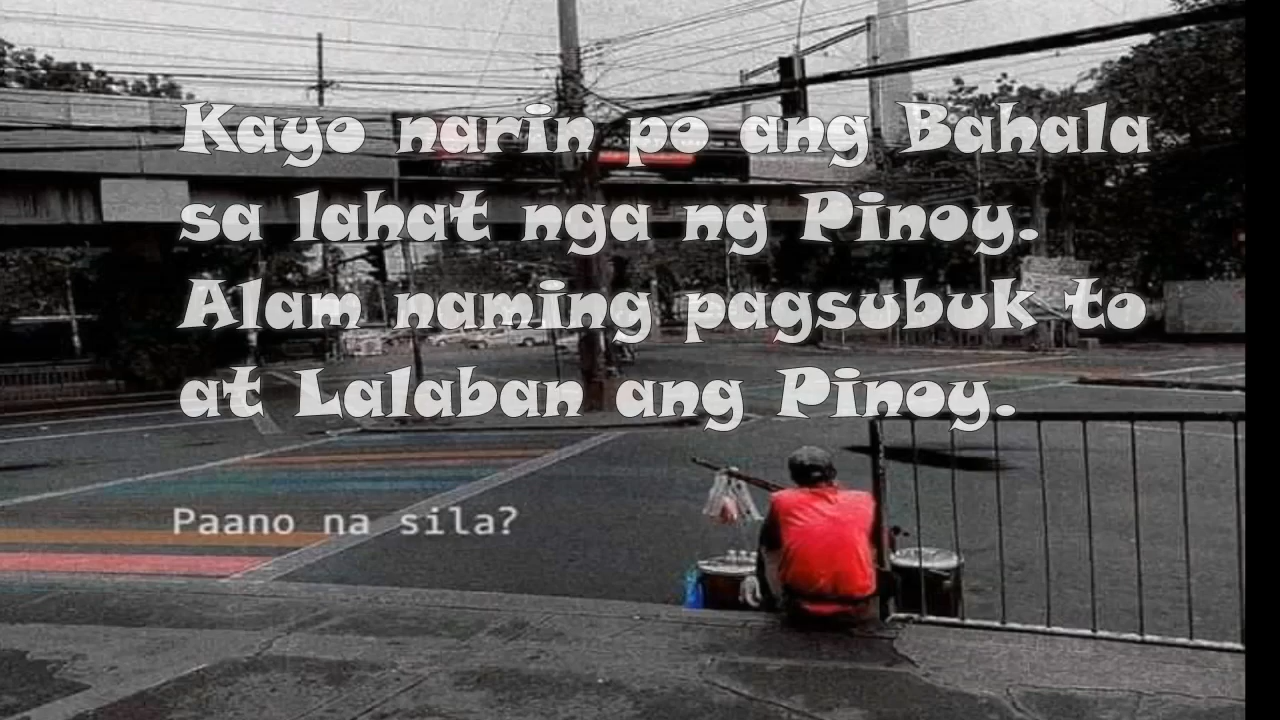 Kayo narin po ang Bahala
sa lahat nga ng Pinoy.
Alam naming pagsubuk to
at Lalaban ang Pinoy.
Paano na sila?